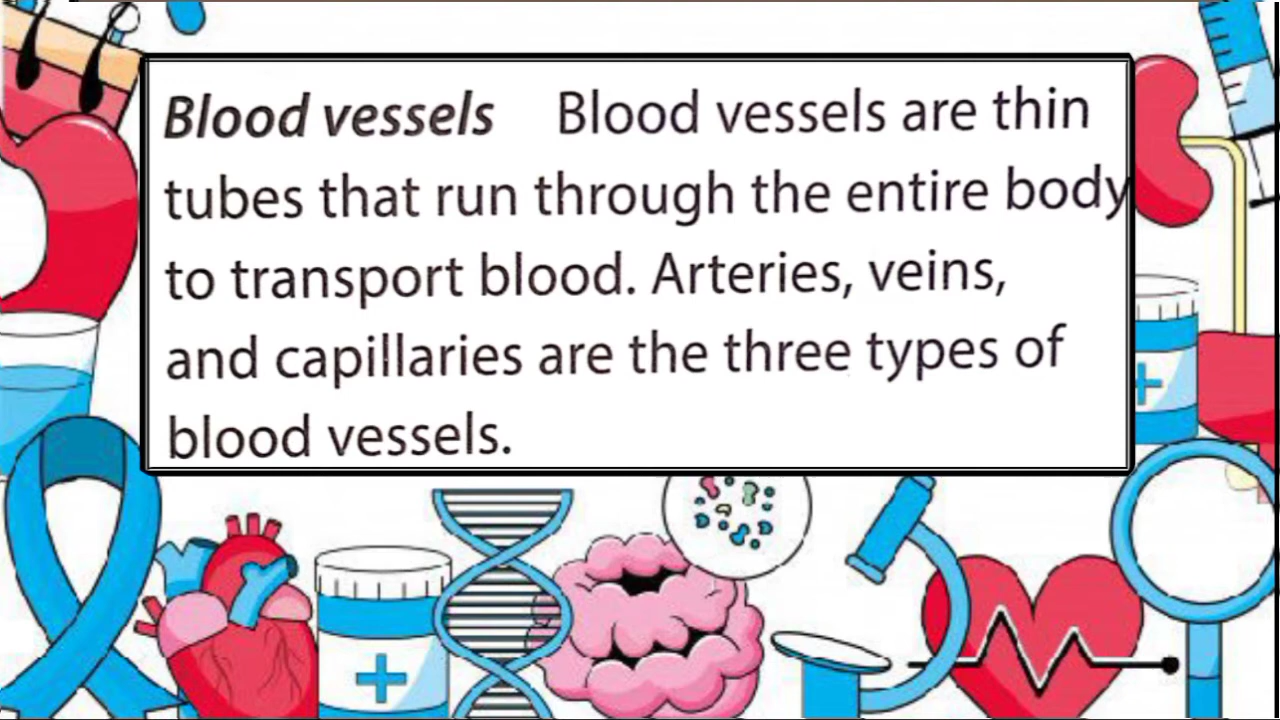 Blood vessels Blood vessels are thin
tubes that run through the entire body
to transport blood. Arteries, veins,
and capillaries are the three types of
blood vessels.